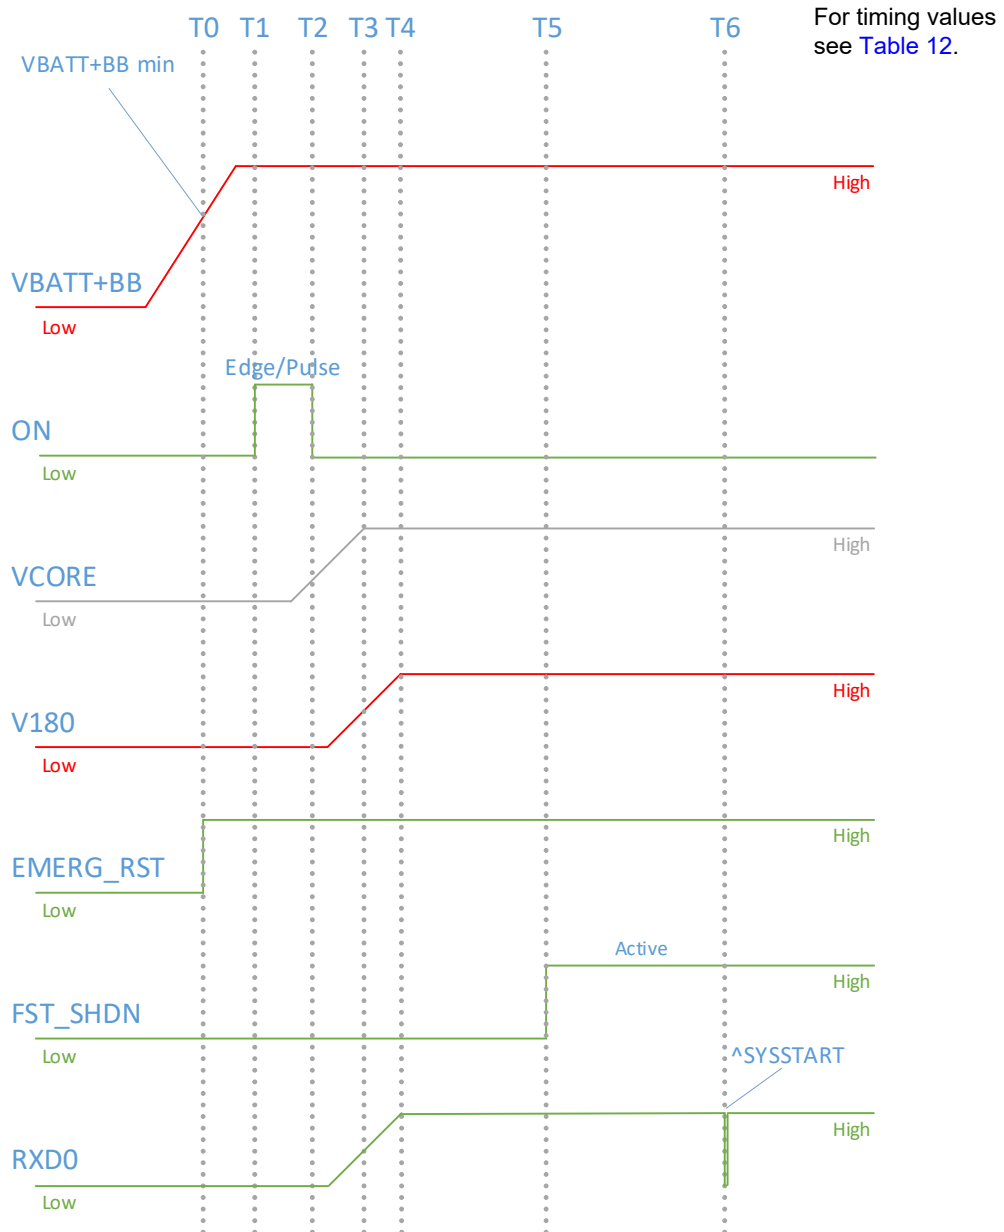 For timing values
see Table 12.
T0 T1 T2 T3 T4 T5 T6
VBATT+BB min
High
VBATT+BB
Low
Edge/Pulse
ON
Low
High
VCORE
Low
High
V180
Low
High
EMERG_RST
Low
Active
High
FST_SHDN
Low
^SYSSTART
High
RXD0
Low